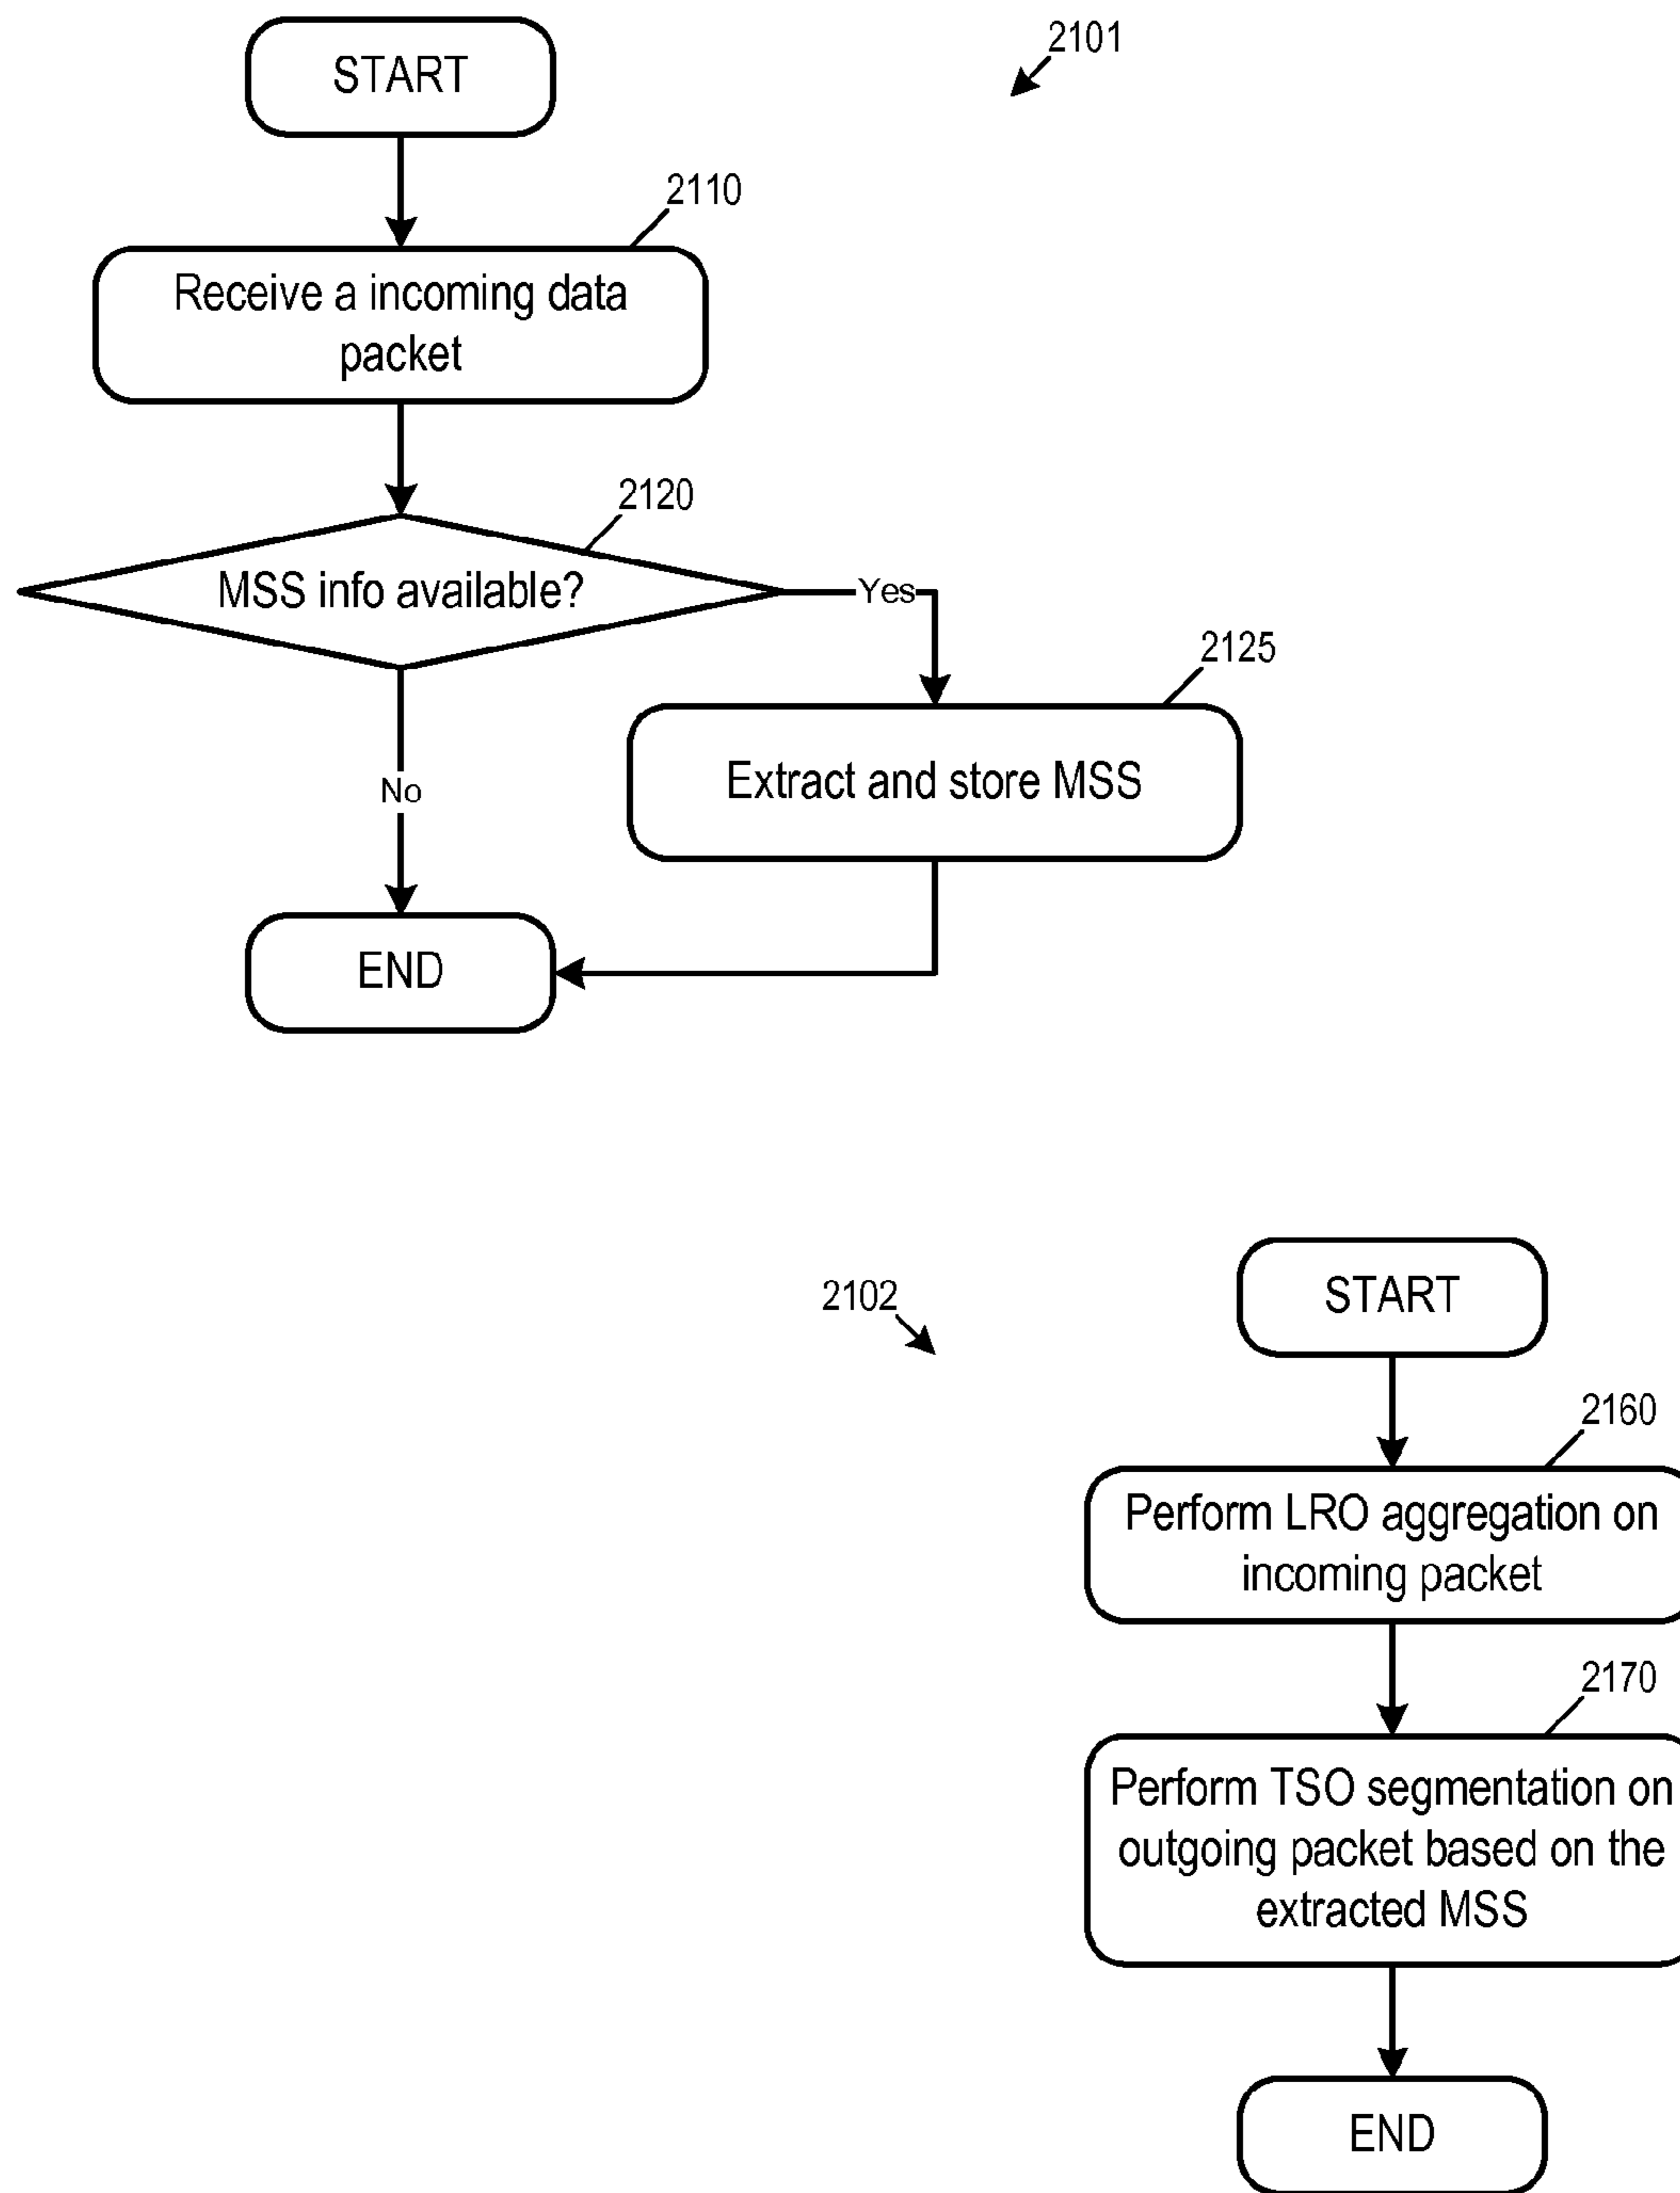 START
2101
2110
Receive a incoming data
packet
2120
MSS info available?
Yes
2125
Extract and store MSS
No
END
2102
START
2160
Perform LRO aggregation on
incoming packet
2170
Perform TSO segmentation on
outgoing packet based on the
extracted MSS
END